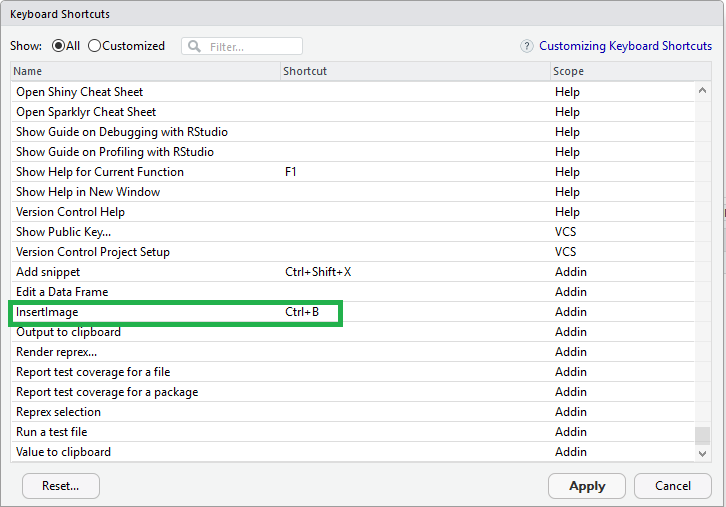 Keyboard Shortcuts
Show: All Customized Filter... ? Customizing Keyboard Shortcuts
Name Shortcut Scope
Open Shiny Cheat Sheet Help
Open Sparklyr Cheat Sheet Help
Show Guide on Debugging with RStudio Help
Show Guide on Profiling with RStudio Help
Show Help for Current Function F1 Help
Show Help in New Window Help
Version Control Help Help
Show Public Key... VCS
Version Control Project Setup VCS
Add snippet Ctrl+Shift+X Addin
Edit a Data Frame Addin
InsertImage Ctrl+B Addin
Output to clipboard Addin
Render reprex... Addin
Report test coverage for a file Addin
Report test coverage for a package Addin
Reprex selection Addin
Run a test file Addin
Value to clipboard Addin
Reset... Apply Cancel